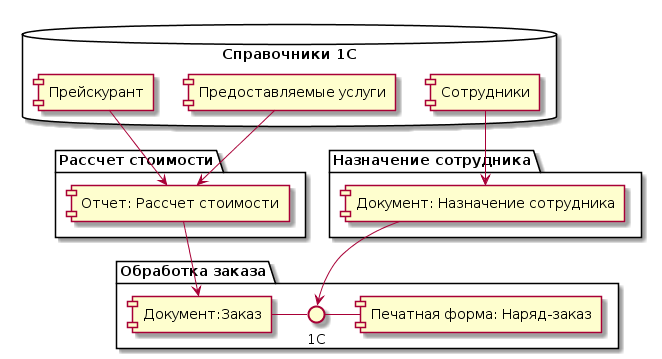 Справочники 1С
Прейскурант
Предоставляемые услуги
Сотрудники
Рассчет стоимости
Назначение сотрудника
Отчет: Рассчет стоимости
Документ: Назначение сотрудника
Обработка заказа
Документ:Заказ
Печатная форма: Наряд-заказ
1С